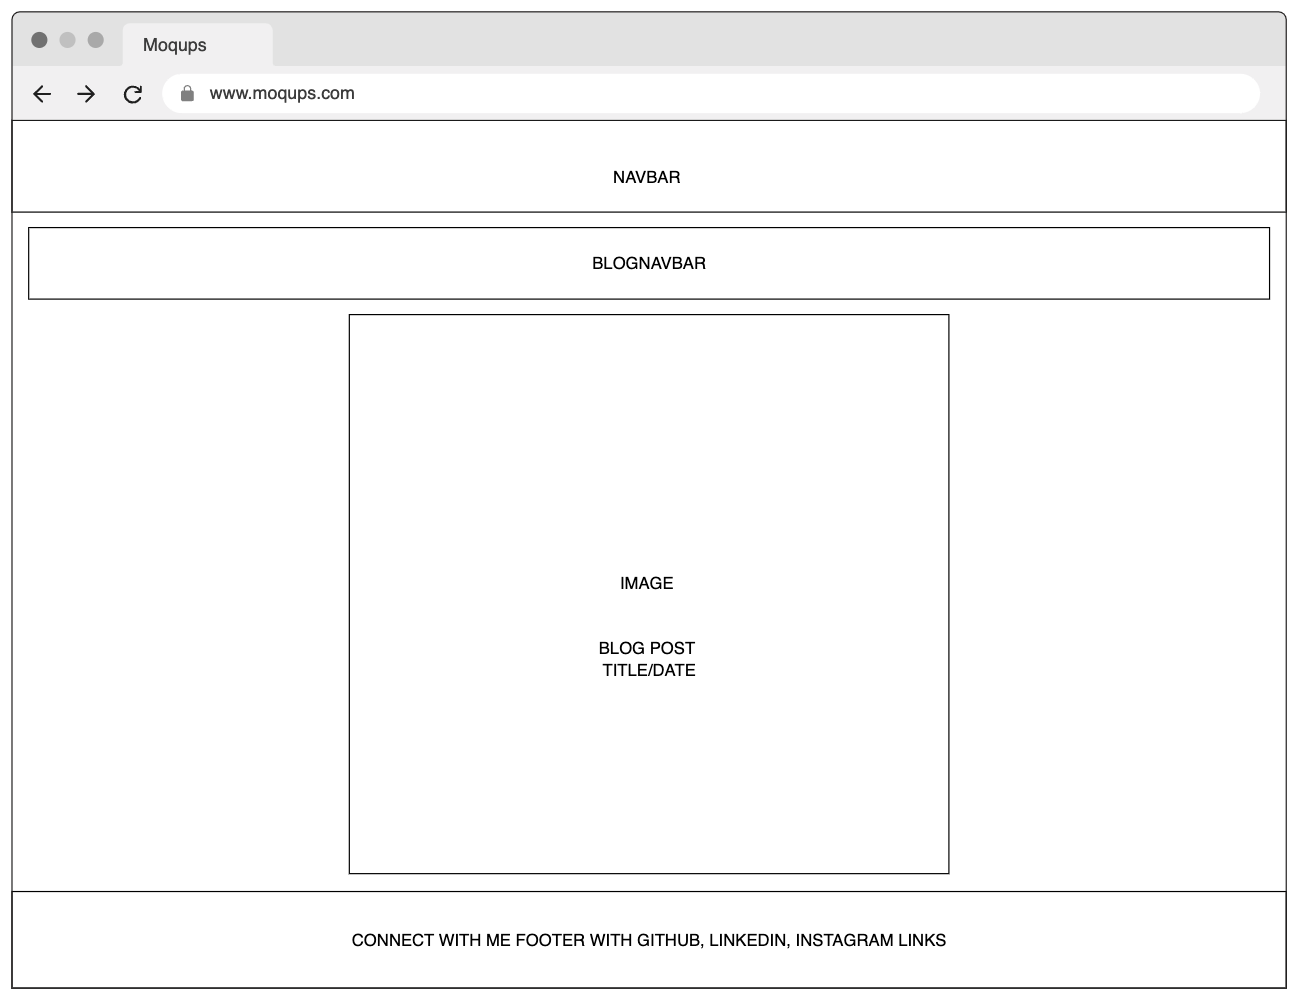 Moqups
www.moqups.com
NAVBAR
BLOGNAVBAR
IMAGE
BLOG POST
TITLE/DATE
CONNECT WITH ME FOOTER WITH GITHUB, LINKEDIN, INSTAGRAM LINKS